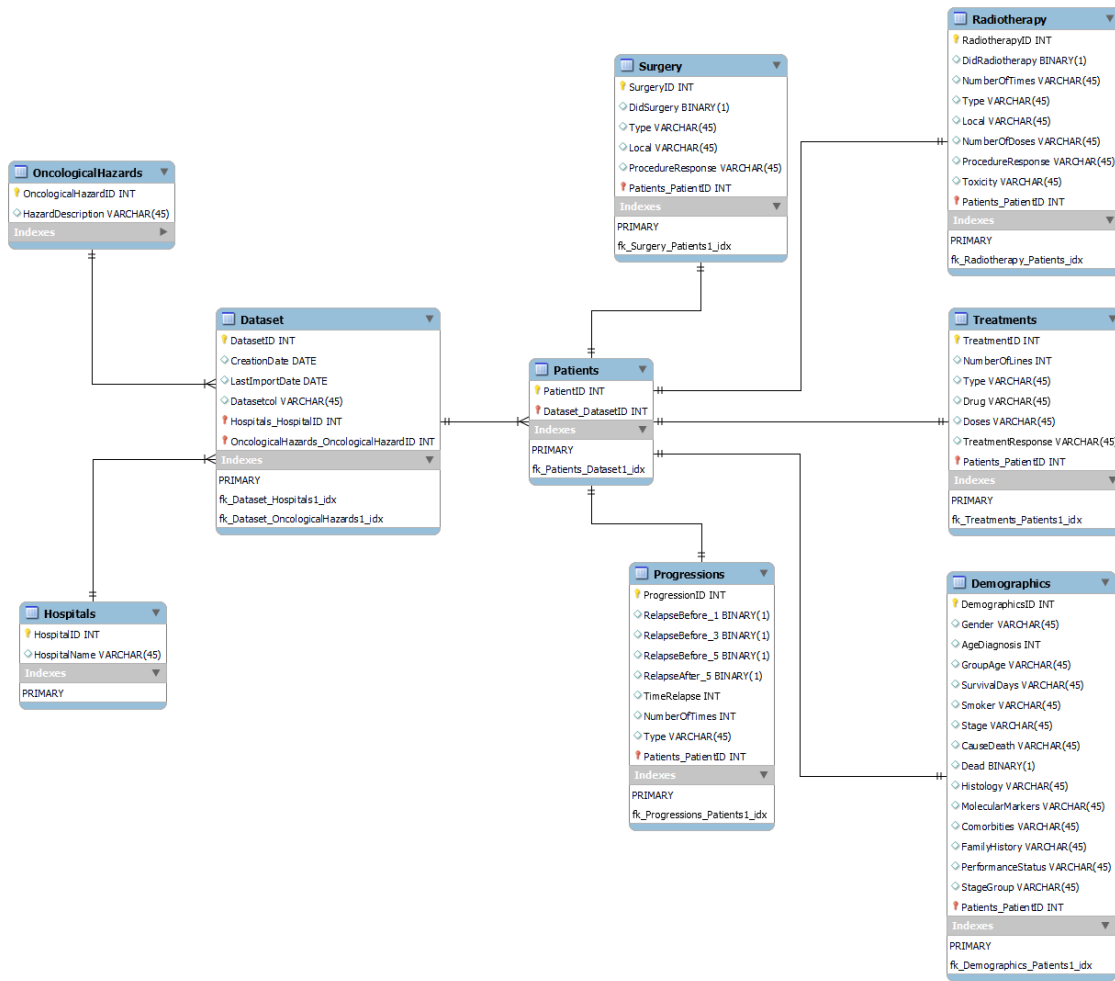 OncologicalHazards
OncologicalHazardID INT
HazardDescription VARCHAR(45)
Indexes
Hospitals
HospitalID INT
HospitalName VARCHAR(45)
Indexes
PRIMARY
Dataset
DatasetID INT
CreationDate DATE
LastImportDate DATE
Datasetcol VARCHAR(45)
Hospitals_HospitalID INT
OncologicalHazards_OncologicalHazardID INT
Indexes
PRIMARY
fk_Dataset_Hospitals1_idx
fk_Dataset_OncologicalHazards1_idx
Surgery
SurgeryID INT
DidSurgery BINARY(1)
Type VARCHAR(45)
Local VARCHAR(45)
ProcedureResponse VARCHAR(45)
Patients_PatientID INT
Indexes
PRIMARY
fk_Surgery_Patients1_idx
Patients
PatientID INT
Dataset_DatasetID INT
Indexes
PRIMARY
fk_Patients_Dataset1_idx
Progressions
ProgressionID INT
RelapseBefore_1 BINARY(1)
RelapseBefore_3 BINARY(1)
RelapseBefore_5 BINARY(1)
RelapseAfter_5 BINARY(1)
TimeRelapse INT
NumberOfTimes INT
Type VARCHAR(45)
Patients_PatientID INT
Indexes
PRIMARY
fk_Progressions_Patients1_idx
Radiotherapy
RadiotherapyID INT
DidRadiotherapy BINARY(1)
NumberOfTimes VARCHAR(45)
Type VARCHAR(45)
Local VARCHAR(45)
NumberOfDoses VARCHAR(45)
ProcedureResponse VARCHAR(45)
Toxicity VARCHAR(45)
Patients_PatientID INT
Indexes
PRIMARY
fk_Radiotherapy_Patients_idx
Treatments
TreatmentID INT
NumberOfLines INT
Type VARCHAR(45)
Drug VARCHAR(45)
Doses VARCHAR(45)
TreatmentResponse VARCHAR(45)
Patients_PatientID INT
Indexes
PRIMARY
fk_Treatments_Patients1_idx
Demographics
DemographicsID INT
Gender VARCHAR(45)
AgeDiagnosis INT
GroupAge VARCHAR(45)
SurvivalDays VARCHAR(45)
Smoker VARCHAR(45)
Stage VARCHAR(45)
CauseDeath VARCHAR(45)
Dead BINARY(1)
Histology VARCHAR(45)
MolecularMarkers VARCHAR(45)
Comorbities VARCHAR(45)
FamilyHistory VARCHAR(45)
PerformanceStatus VARCHAR(45)
StageGroup VARCHAR(45)
Patients_PatientID INT
Indexes
PRIMARY
fk_Demographics_Patients1_idx